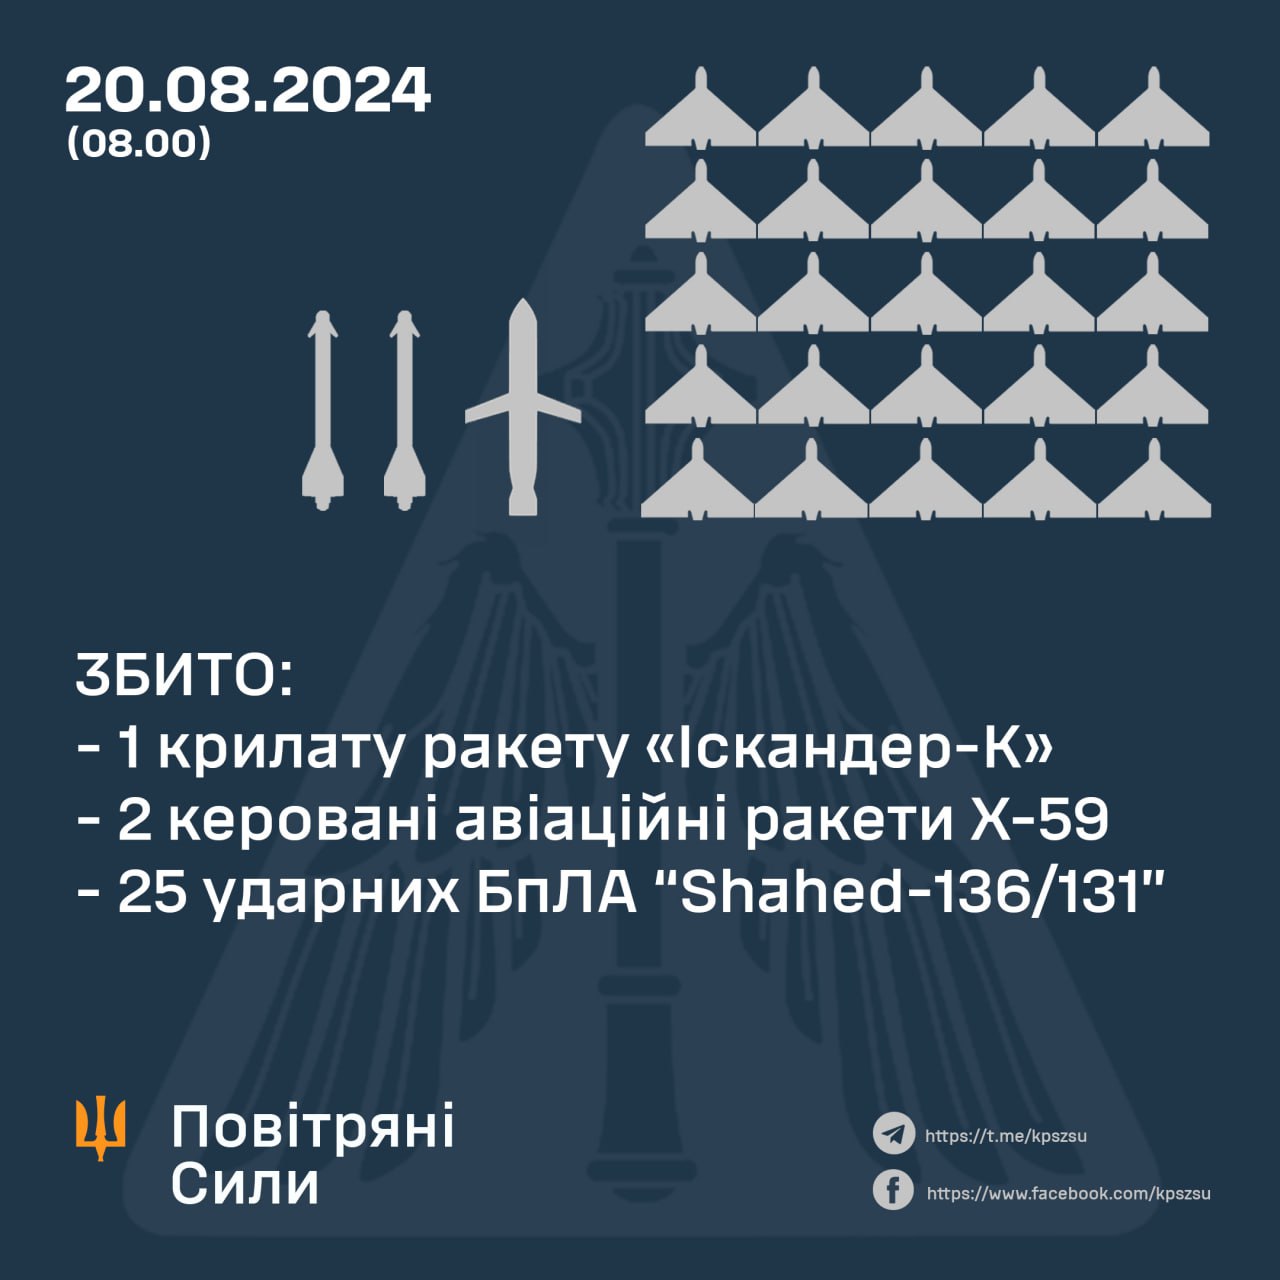 20.08.2024
(08.00)
ЗБИТО:
- 1 крилату ракету «Іскандер-К»
- 2 керовані авіаційні ракети Х-59
- 25 ударних БпЛА “Shahed-136/131”
Повітряні
Сили
https://t.me/kpszsu
https://www.facebook.com/kpszsu